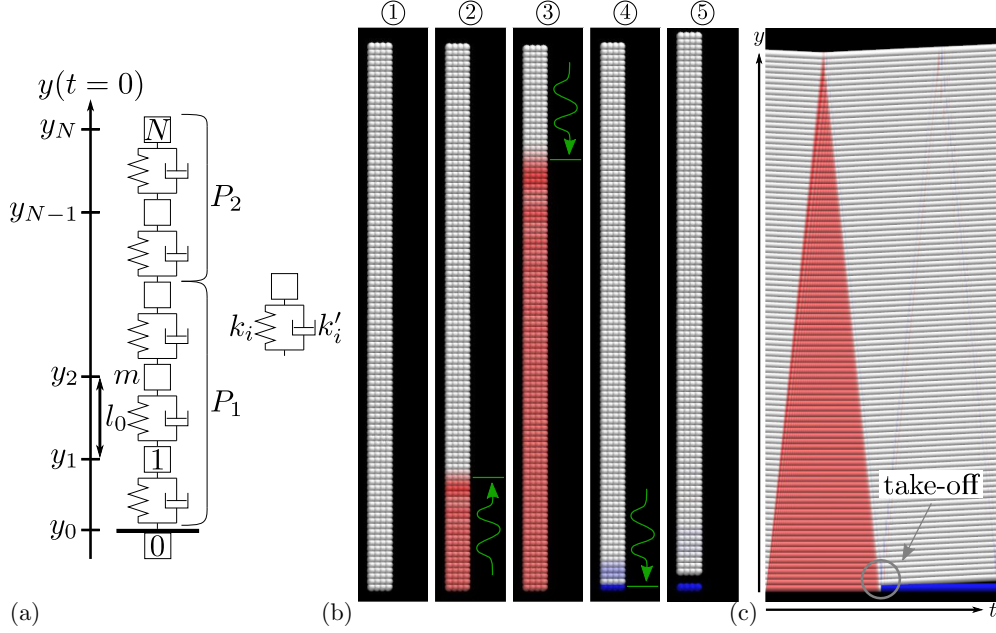 ① ② ③ ④ ⑤
y(t = 0)
y_N
N
P_2
y_{N−1}
k_i
k'_i
y_2
m
l_0
P_1
y_1
1
y_0
0
y
take-off
t
(a)
(b)
(c)